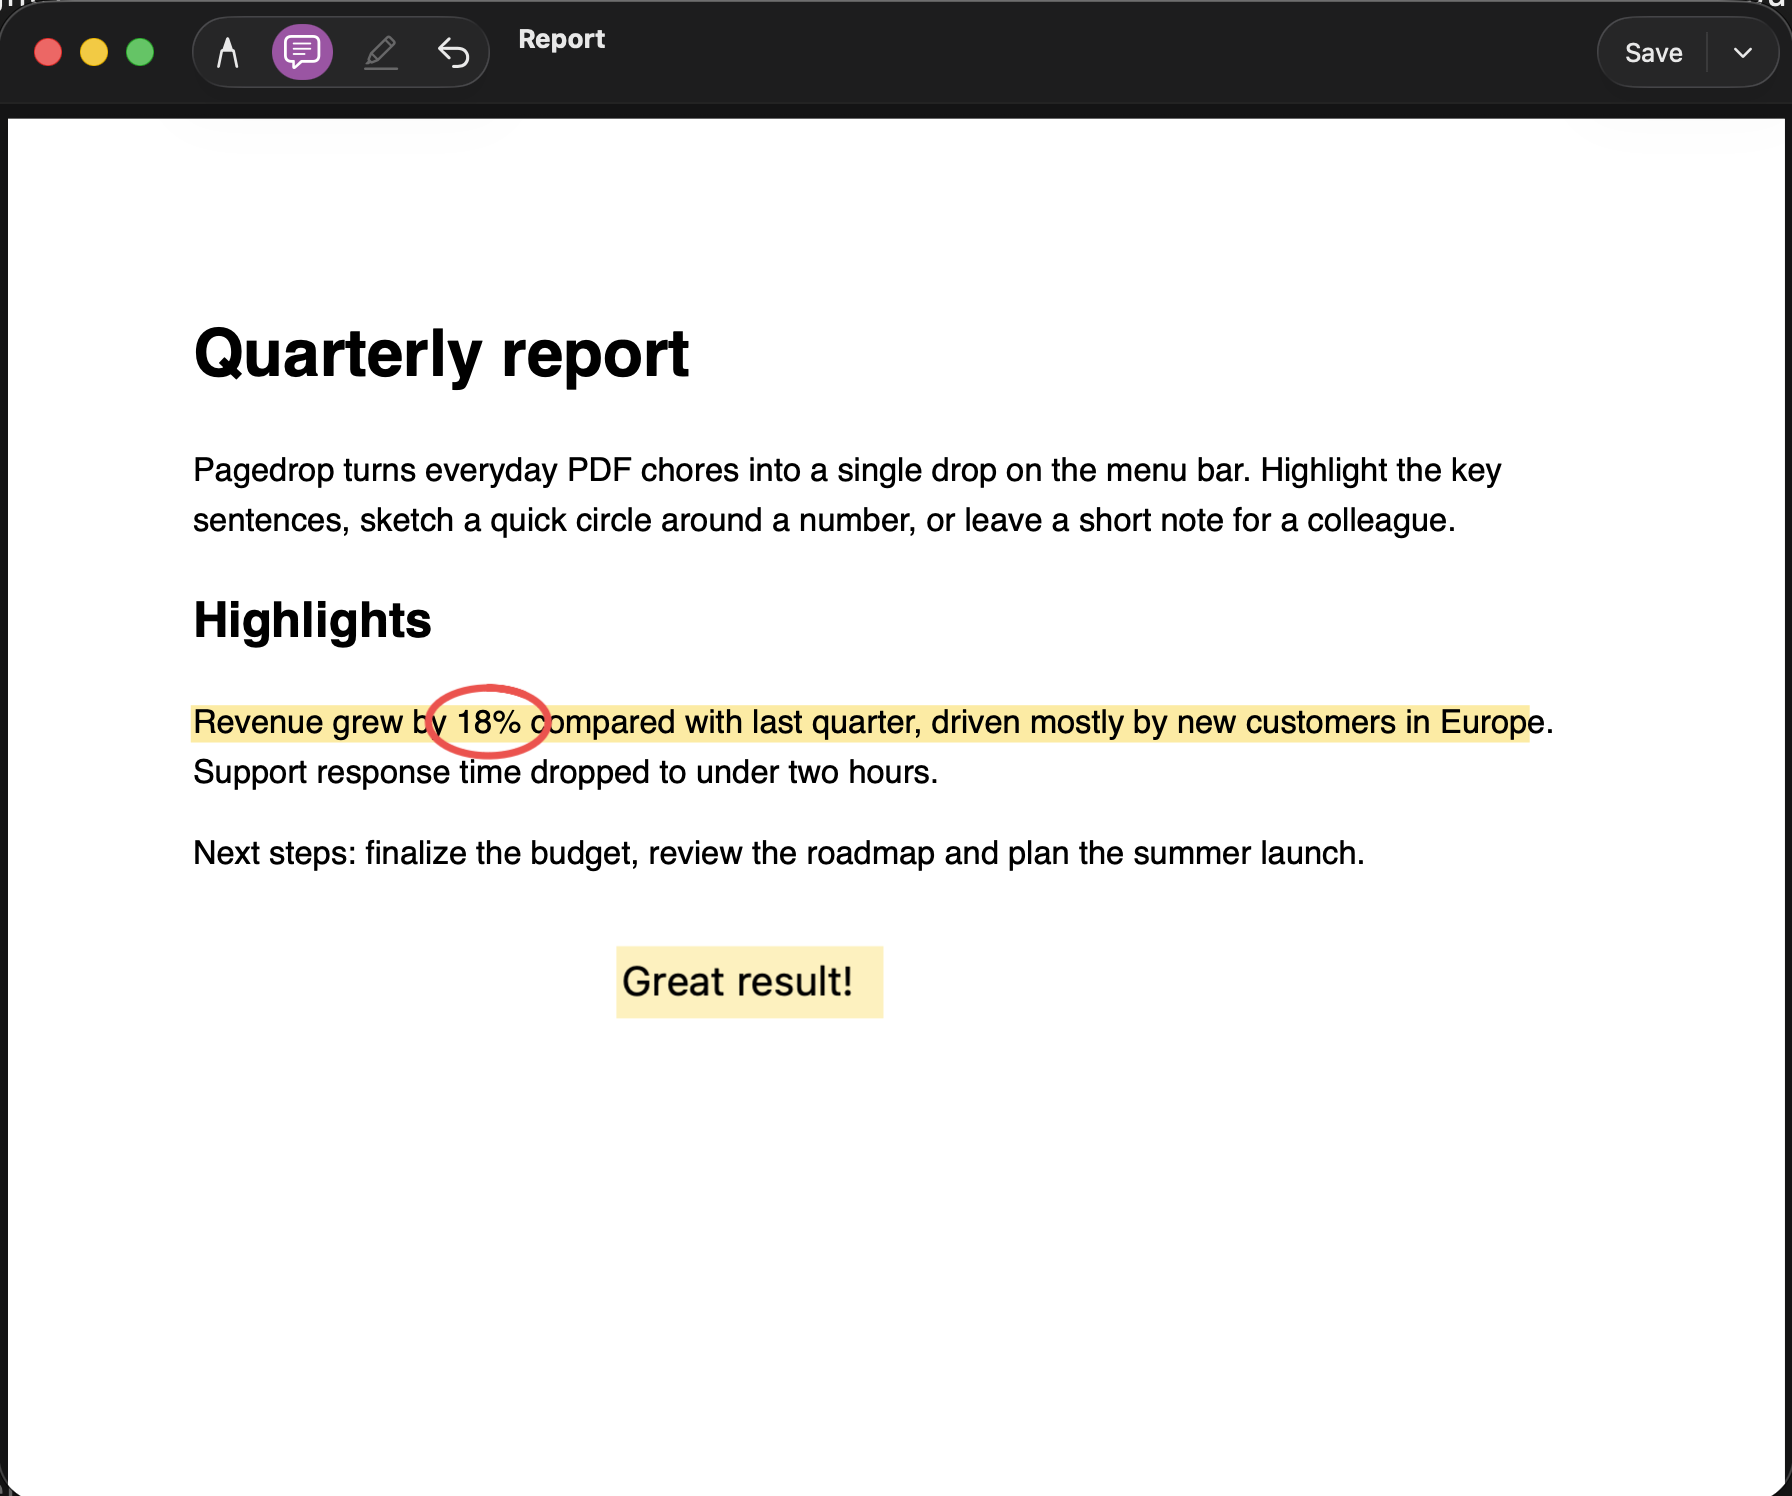 Report
Save
Quarterly report
Pagedrop turns everyday PDF chores into a single drop on the menu bar. Highlight the key
sentences, sketch a quick circle around a number, or leave a short note for a colleague.
Highlights
Revenue grew by 18% compared with last quarter, driven mostly by new customers in Europe.
Support response time dropped to under two hours.
Next steps: finalize the budget, review the roadmap and plan the summer launch.
Great result!